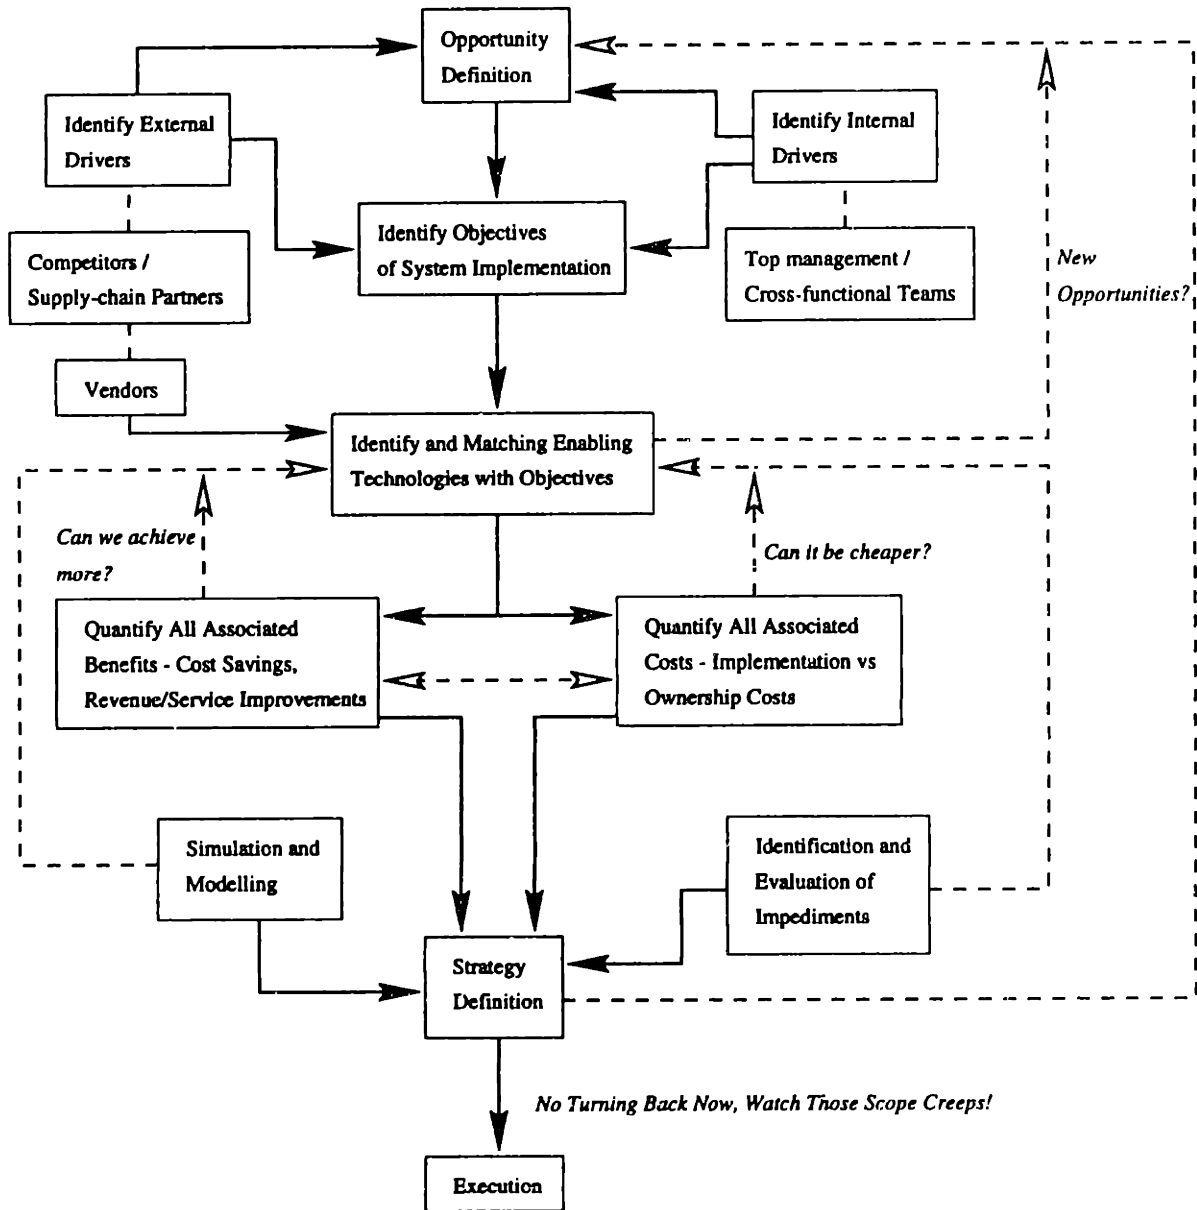 Opportunity
Definition
Identify External
Drivers
Identify Internal
Drivers
Identify Objectives
of System Implementation
Competitors /
Supply-chain Partners
Top management /
Cross-functional Teams
New
Opportunities?
Vendors
Identify and Matching Enabling
Technologies with Objectives
Can we achieve
more?
Can it be cheaper?
Quantify All Associated
Benefits - Cost Savings,
Revenue/Service Improvements
Quantify All Associated
Costs - Implementation vs
Ownership Costs
Simulation and
Modelling
Identification and
Evaluation of
Impediments
Strategy
Definition
No Turning Back Now, Watch Those Scope Creeps!
Execution